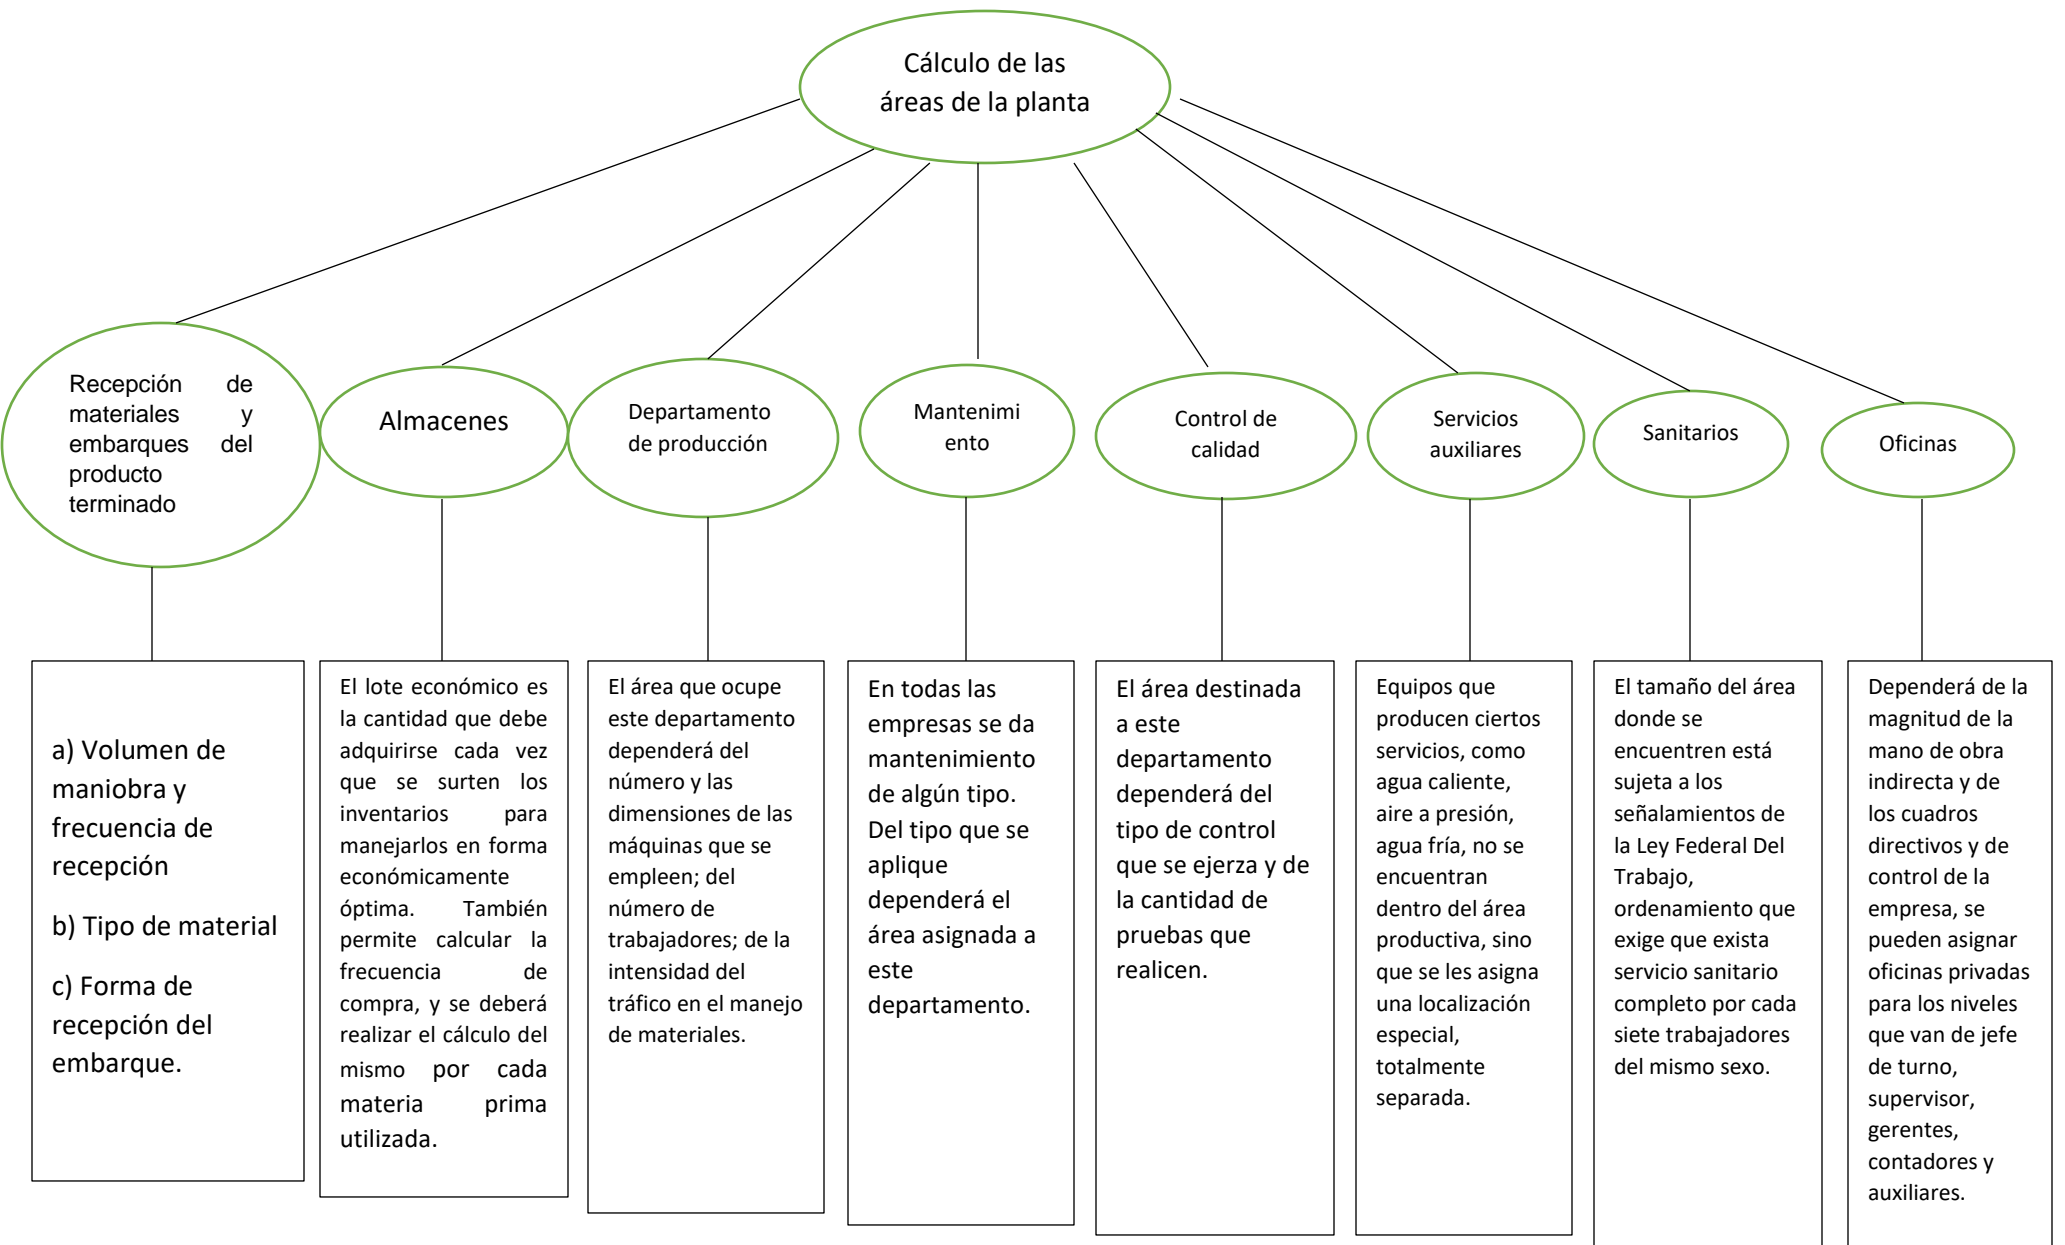 Cálculo de las
áreas de la planta
Recepción de
materiales y
embarques del
producto
terminado
Almacenes
Departamento
de producción
Mantenimi
ento
Control de
calidad
Servicios
auxiliares
Sanitarios
Oficinas
a) Volumen de
maniobra y
frecuencia de
recepción
b) Tipo de material
c) Forma de
recepción del
embarque.
El lote económico es
la cantidad que debe
adquirirse cada vez
que se surten los
inventarios para
manejarlos en forma
económicamente
óptima. También
permite calcular la
frecuencia de
compra, y se deberá
realizar el cálculo del
mismo por cada
materia prima
utilizada.
El área que ocupe
este departamento
dependerá del
número y las
dimensiones de las
máquinas que se
empleen; del
número de
trabajadores; de la
intensidad del
tráfico en el manejo
de materiales.
En todas las
empresas se da
mantenimiento
de algún tipo.
Del tipo que se
aplique
dependerá el
área asignada a
este
departamento.
El área destinada
a este
departamento
dependerá del
tipo de control
que se ejerza y de
la cantidad de
pruebas que
realicen.
Equipos que
producen ciertos
servicios, como
agua caliente,
aire a presión,
agua fría, no se
encuentran
dentro del área
productiva, sino
que se les asigna
una localización
especial,
totalmente
separada.
El tamaño del área
donde se
encuentren está
sujeta a los
señalamientos de
la Ley Federal Del
Trabajo,
ordenamiento que
exige que exista
servicio sanitario
completo por cada
siete trabajadores
del mismo sexo.
Dependerá de la
magnitud de la
mano de obra
indirecta y de
los cuadros
directivos y de
control de la
empresa, se
pueden asignar
oficinas privadas
para los niveles
que van de jefe
de turno,
supervisor,
gerentes,
contadores y
auxiliares.